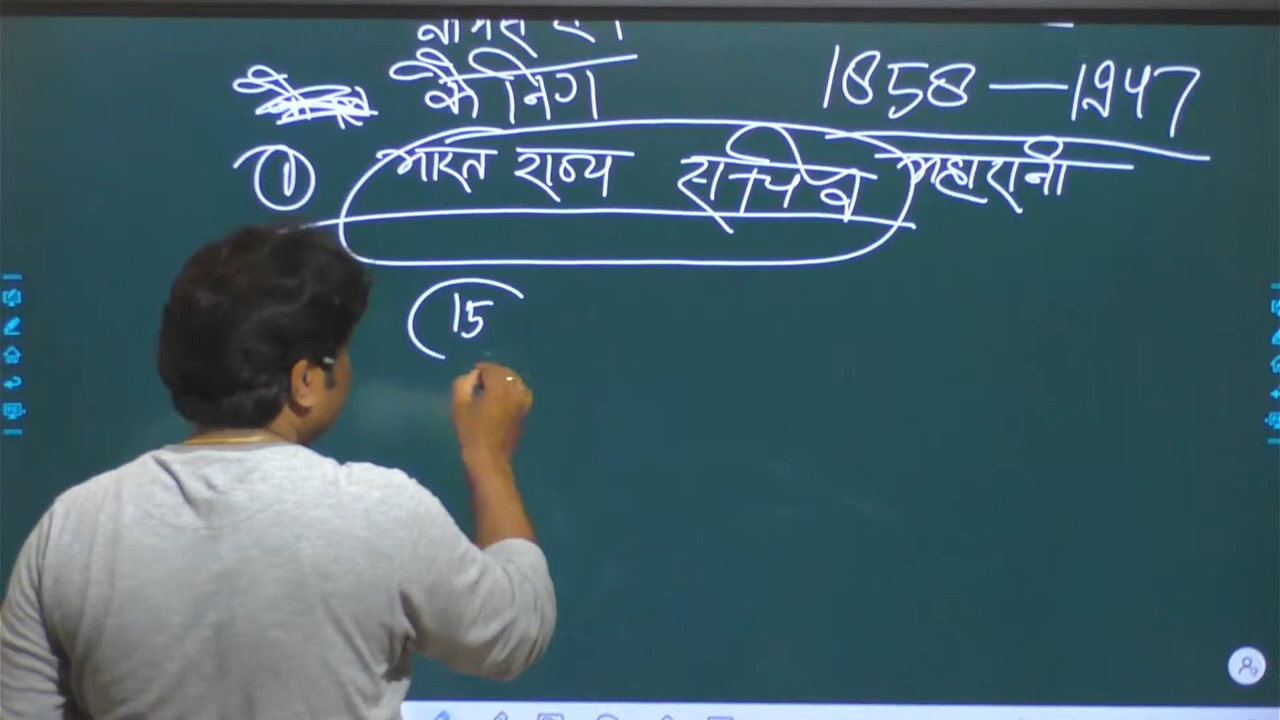 कैनिंग 1858 — 1947
① भारत राज्य सचिव महारानी
15